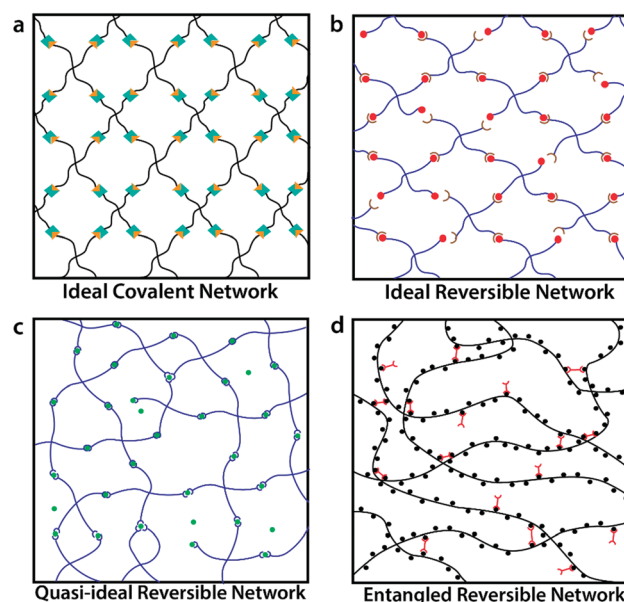 a
b
Ideal Covalent Network
Ideal Reversible Network
c
d
Quasi-ideal Reversible Network
Entangled Reversible Network